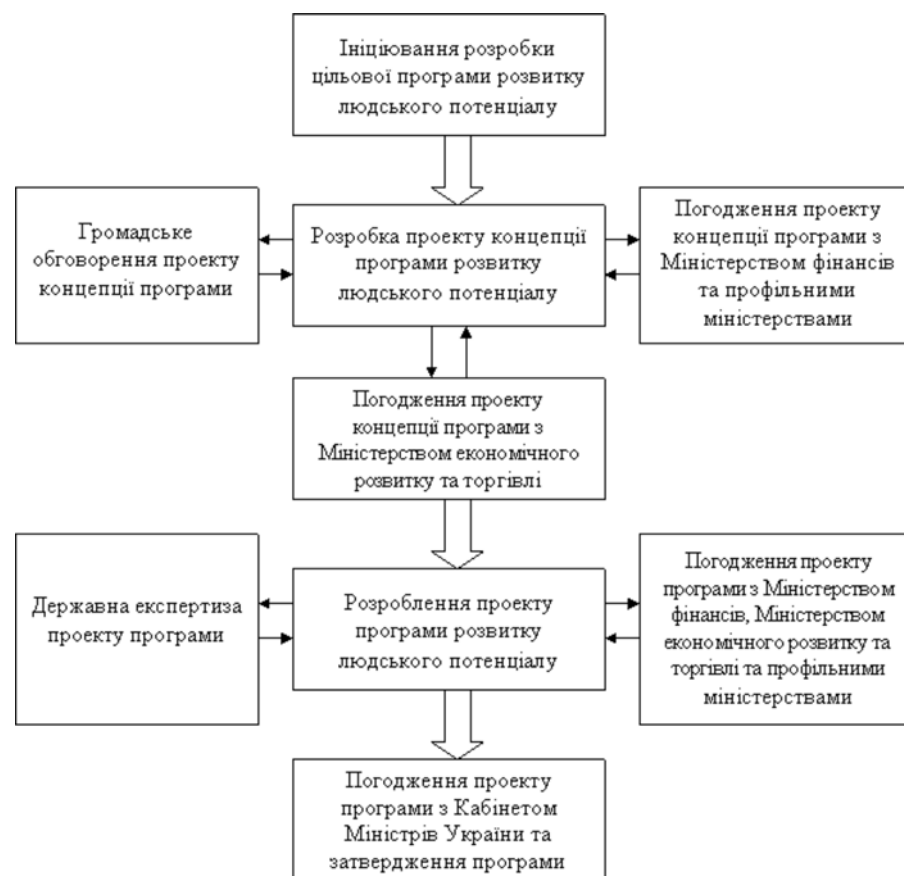 Ініціювання розробки
цільової програми розвитку
людського потенціалу
Громадське
обговорення проекту
концепції програми
Розробка проекту концепції
програми розвитку
людського потенціалу
Погодження проекту
концепції програми з
Міністерством фінансів
та профільними
міністерствами
Погодження проекту
концепції програми з
Міністерством економічного
розвитку та торгівлі
Державна експертиза
проекту програми
Розроблення проекту
програми розвитку
людського потенціалу
Погодження проекту
програми з Міністерством
фінансів, Міністерством
економічного розвитку та
торгівлі та профільними
міністерствами
Погодження проекту
програми з Кабінетом
Міністрів України та
затвердження програми